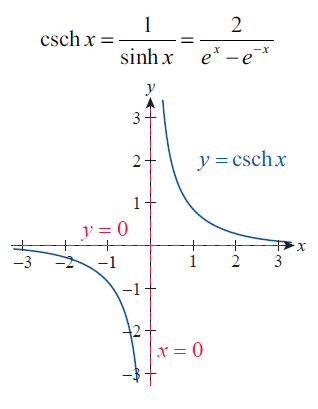 csch x = 1/sinh x = 2/(eˣ − e⁻ˣ)
y
3
2
y = csch x
1
y = 0
−3 −2 −1 1 2 3 x
−1
−2
x = 0
−3